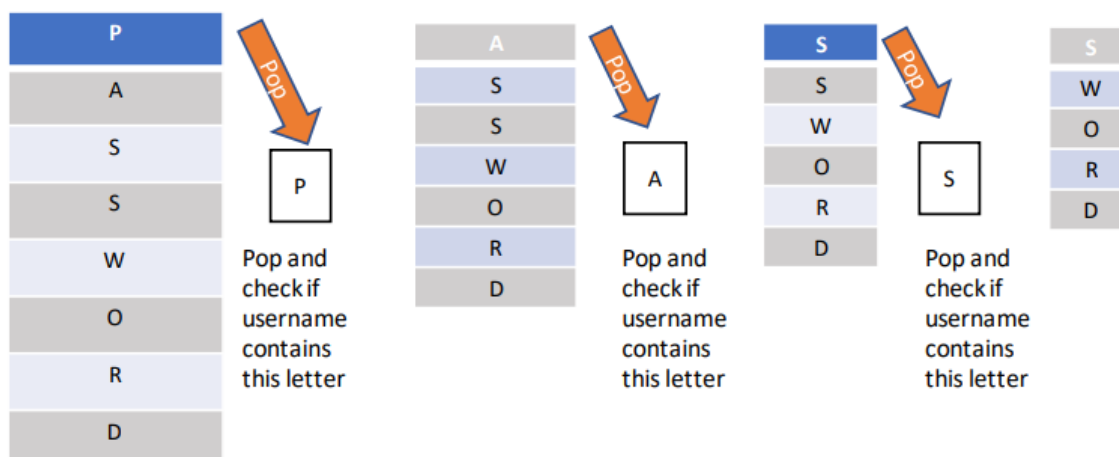 P
A
S
S
W
O
R
D
Pop
P
Pop and
check if
username
contains
this letter
A
S
S
W
O
R
D
Pop
A
Pop and
check if
username
contains
this letter
S
S
W
O
R
D
Pop
S
Pop and
check if
username
contains
this letter
S
W
O
R
D